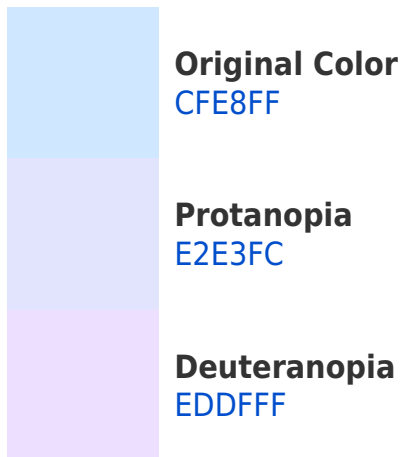 Original Color
CFE8FF
Protanopia
E2E3FC
Deuteranopia
EDDFFF